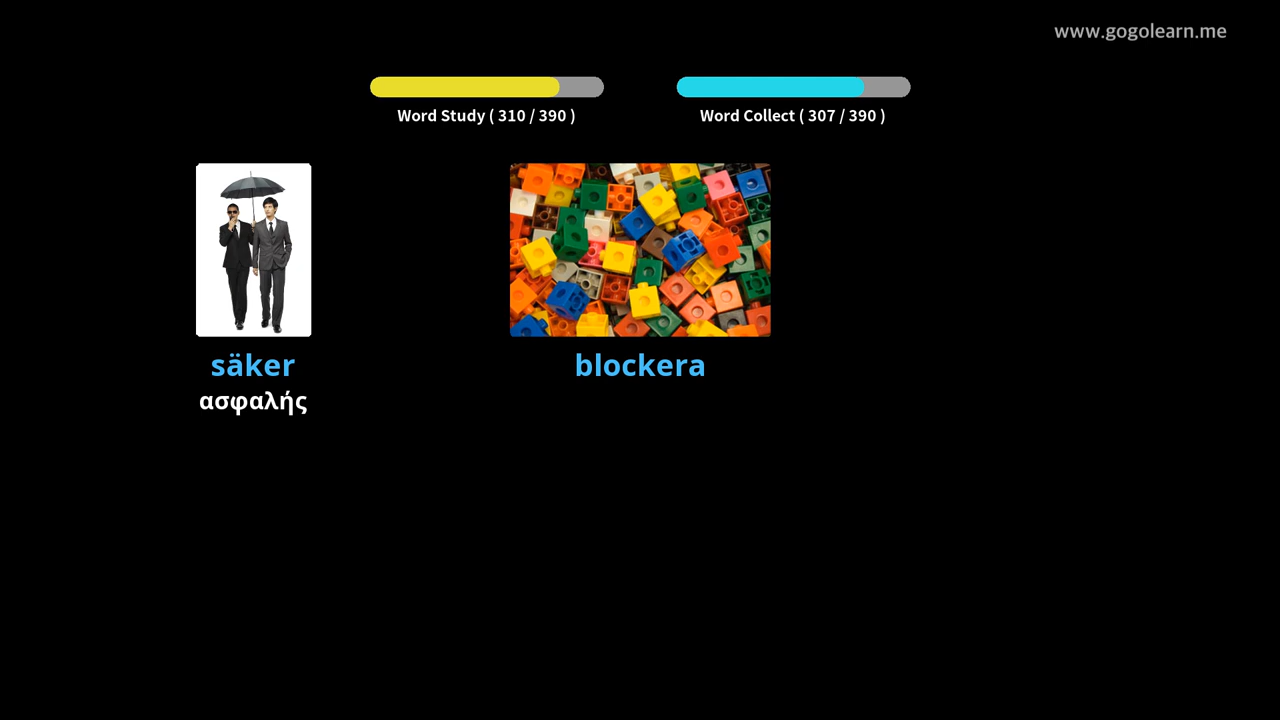 www.gogolearn.me
Word Study ( 310 / 390 )
Word Collect ( 307 / 390 )
säker
blockera
ασφαλής